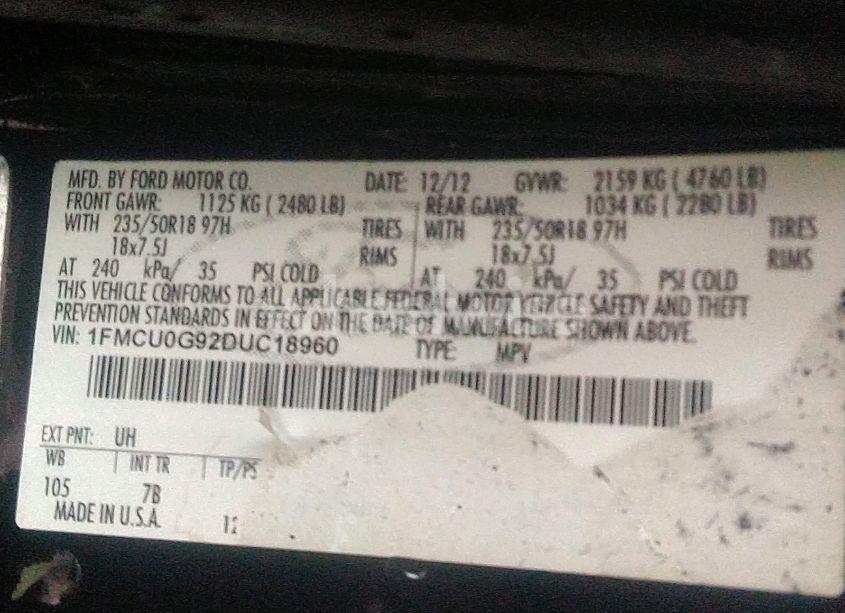 MFD. BY FORD MOTOR CO. DATE: 12/12 GVWR: 2159 KG ( 4760 LB)
FRONT GAWR: 1125 KG ( 2480 LB) REAR GAWR: 1034 KG ( 2280 LB)
WITH 235/50R18 97H TIRES WITH 235/50R18 97H TIRES
18x7.5J RIMS 18x7.5J RIMS
AT 240 kPa/ 35 PSI COLD AT 240 kPa/ 35 PSI COLD
THIS VEHICLE CONFORMS TO ALL APPLICABLE FEDERAL MOTOR VEHICLE SAFETY AND THEFT
PREVENTION STANDARDS IN EFFECT ON THE DATE OF MANUFACTURE SHOWN ABOVE.
VIN: 1FMCU0G92DUC18960 TYPE: MPV
EXT PNT: UH
WB INT TR TP/PS
105 7B
MADE IN U.S.A. 12